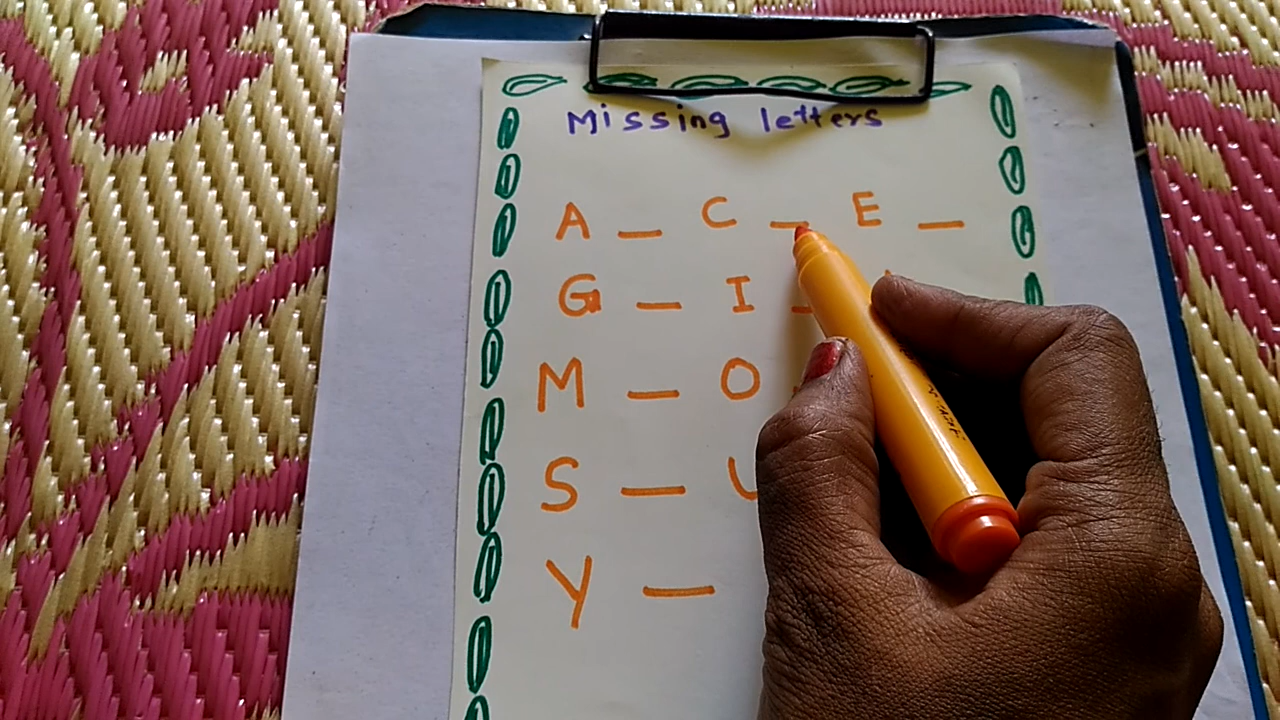 Missing letters
A _ C _ E _
G _ I _
M _ O _
S _ U
Y _